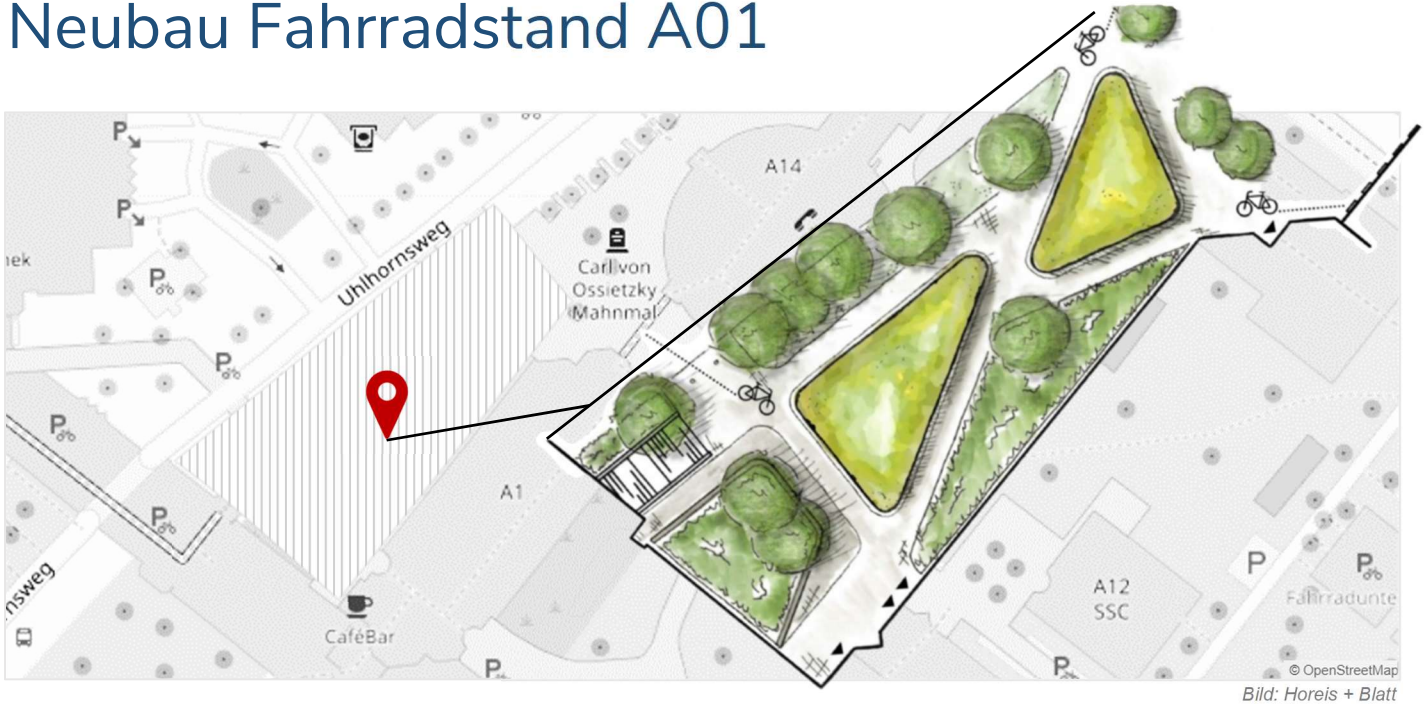 Neubau Fahrradstand A01
P
P
P
P
P
P
P
P
P
P
Uhlhornsweg
A14
Carl von
Ossietzky
Mahnmal
A1
CaféBar
A12
SSC
Fahrradunte
nek
nsweg
© OpenStreetMap
Bild: Horeis + Blatt